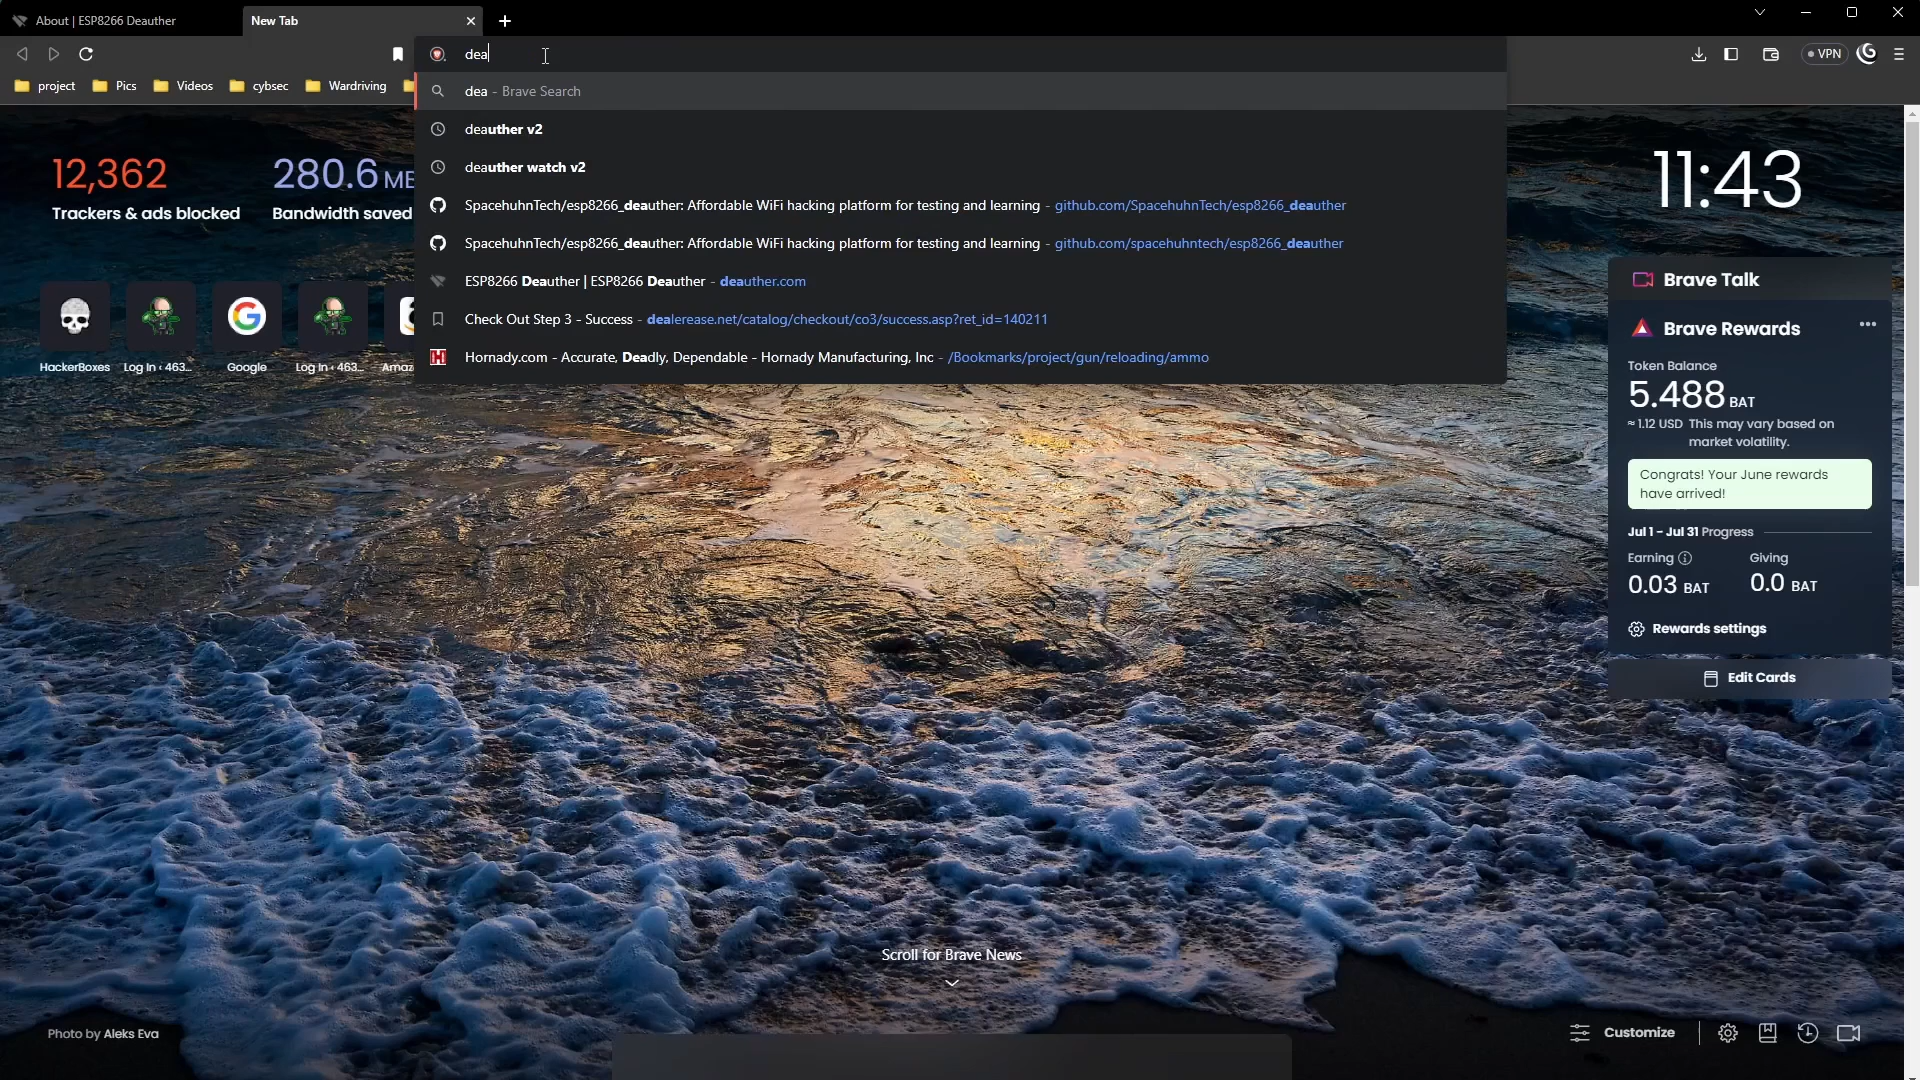 About | ESP8266 Deauther
New Tab
dea
VPN
project
Pics
Videos
cybsec
Wardriving
dea - Brave Search
deauther v2
deauther watch v2
SpacehuhnTech/esp8266_deauther: Affordable WiFi hacking platform for testing and learning - github.com/SpacehuhnTech/esp8266_deauther
SpacehuhnTech/esp8266_deauther: Affordable WiFi hacking platform for testing and learning - github.com/spacehuhntech/esp8266_deauther
ESP8266 Deauther | ESP8266 Deauther - deauther.com
Check Out Step 3 - Success - dealerease.net/catalog/checkout/co3/success.asp?ret_id=140211
Hornady.com - Accurate, Deadly, Dependable - Hornady Manufacturing, Inc - /Bookmarks/project/gun/reloading/ammo
12,362
Trackers & ads blocked
280.6 ME
Bandwidth saved
11:43
HackerBoxes
Log In ‹ 463...
Google
Log In ‹ 463...
Amaz
Brave Talk
Brave Rewards
Token Balance
5.488 BAT
≈ 1.12 USD This may vary based on
market volatility.
Congrats! Your June rewards
have arrived!
Jul 1 - Jul 31 Progress
Earning
Giving
0.03 BAT
0.0 BAT
Rewards settings
Edit Cards
Scroll for Brave News
Photo by Aleks Eva
Customize